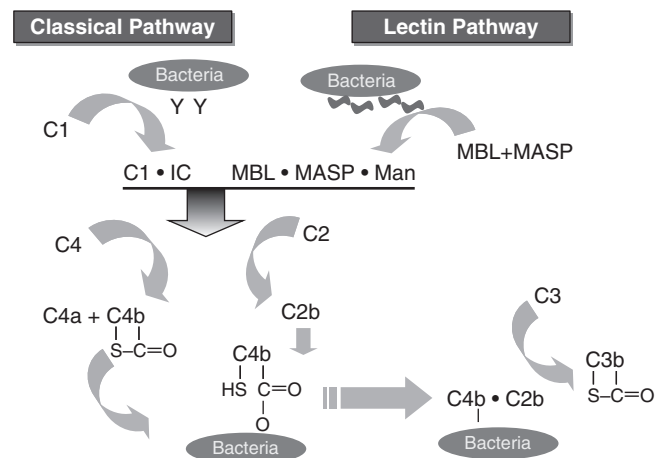 Classical Pathway
Lectin Pathway
Bacteria
Bacteria
Y Y
C1
MBL+MASP
C1 • IC
MBL • MASP • Man
C4
C2
C4a + C4b
S–C=O
C2b
C4b
HS C=O
O
Bacteria
C3
C3b
S–C=O
C4b • C2b
Bacteria